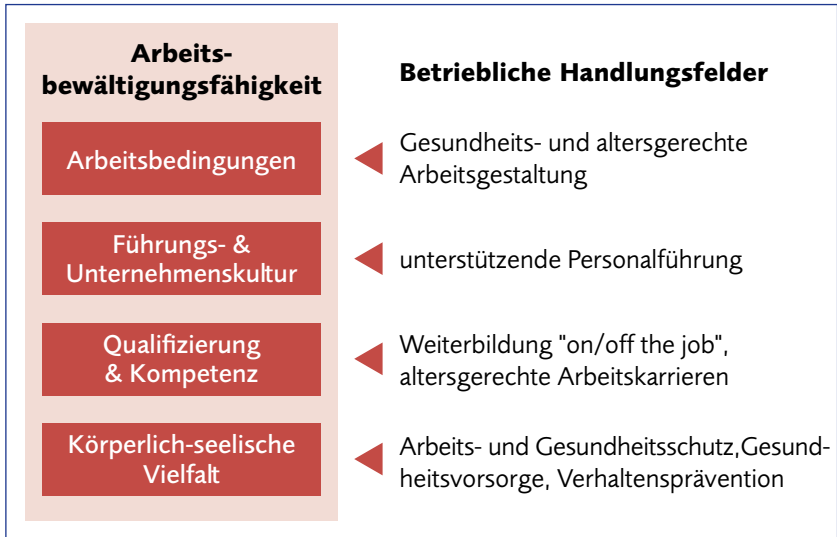 Arbeits-
bewältigungsfähigkeit
Betriebliche Handlungsfelder
Arbeitsbedingungen
Gesundheits- und altersgerechte
Arbeitsgestaltung
Führungs- &
Unternehmenskultur
unterstützende Personalführung
Qualifizierung
& Kompetenz
Weiterbildung "on/off the job",
altersgerechte Arbeitskarrieren
Körperlich-seelische
Vielfalt
Arbeits- und Gesundheitsschutz,Gesund-
heitsvorsorge, Verhaltensprävention